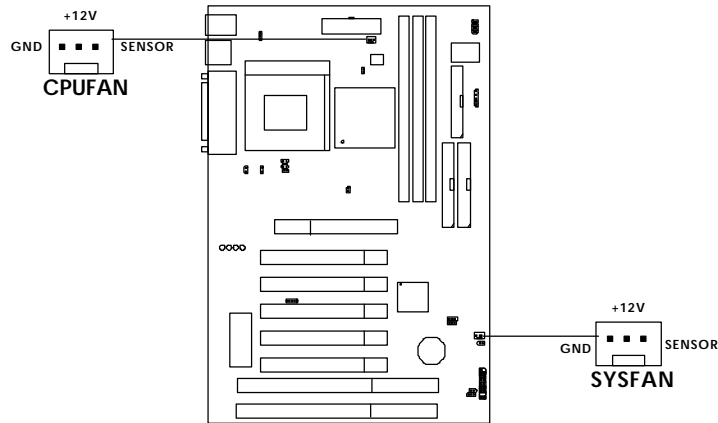 +12V
GND SENSOR
CPUFAN
+12V
GND SENSOR
SYSFAN